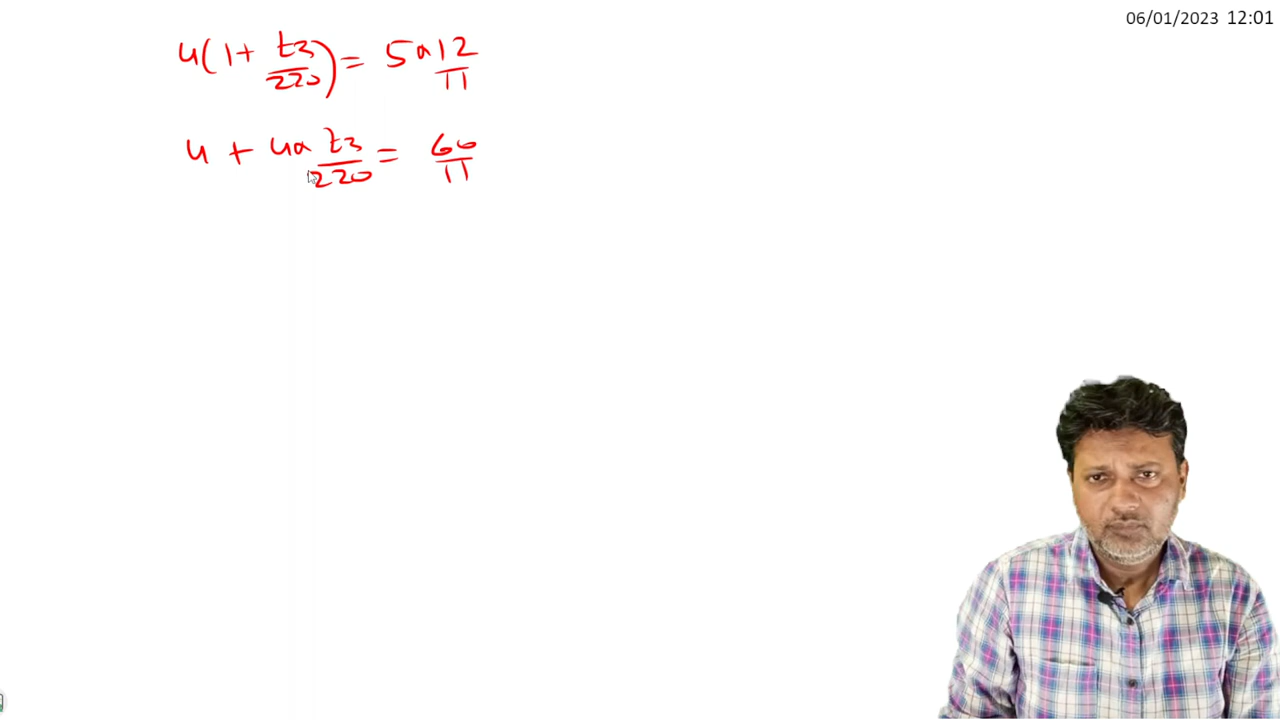 06/01/2023 12:01
4(1+ t3/220) = 5 × 12/11
4 + 4× t3/220 = 60/11